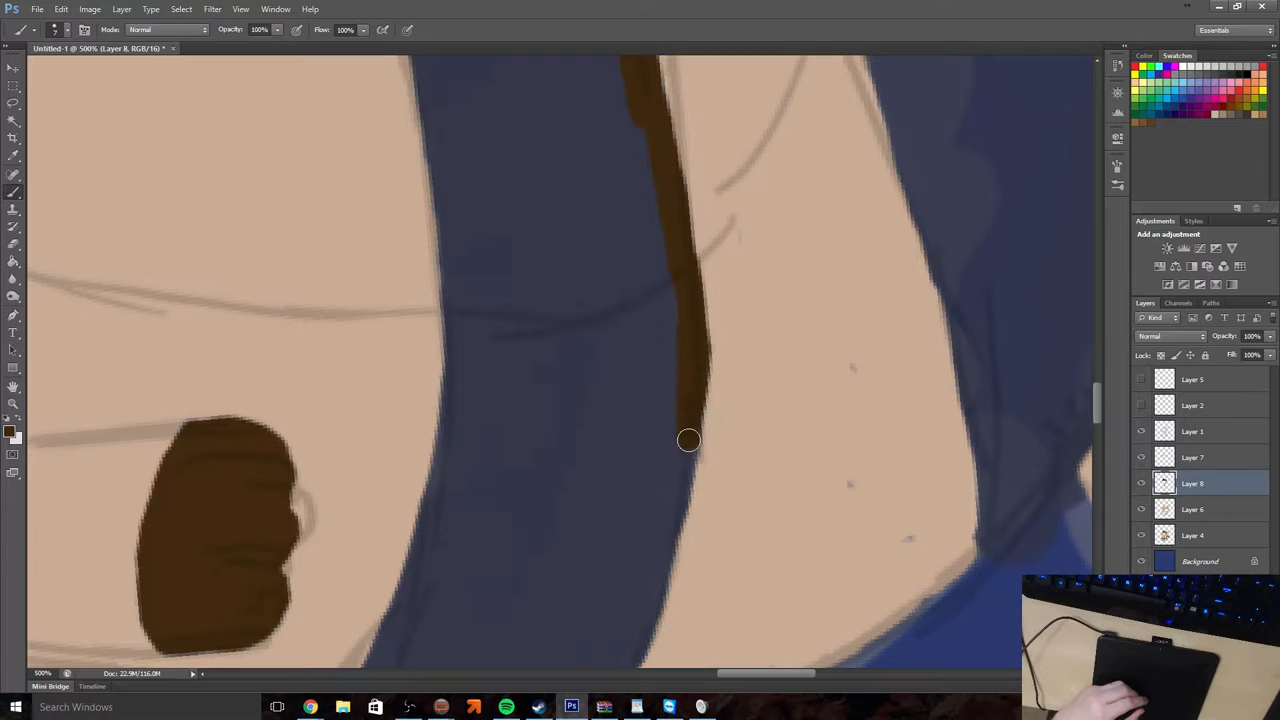 Ps File Edit Image Layer Type Select Filter View Window Help
7 Mode: Normal Opacity: 100% Flow: 100% Essentials
Untitled-1 @ 500% (Layer 8, RGB/16) * ×
Color Swatches
Adjustments Styles
Add an adjustment
Layers Channels Paths
Kind
Normal Opacity: 100%
Lock: Fill: 100%
Layer 5
Layer 2
Layer 1
Layer 7
Layer 8
Layer 6
Layer 4
Background
500% Doc: 22.9M/116.0M
Mini Bridge Timeline
Search Windows
Ps